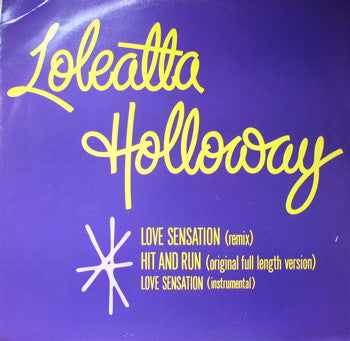 Loleatta
Holloway
LOVE SENSATION (remix)
HIT AND RUN (original full length version)
LOVE SENSATION (instrumental)